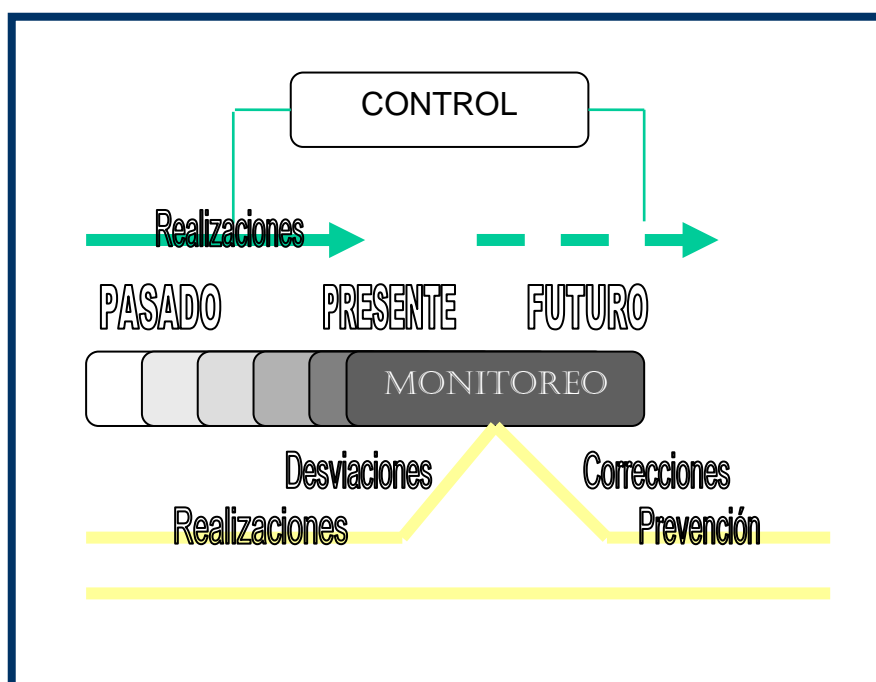 CONTROL
Realizaciones
PASADO PRESENTE FUTURO
MONITOREO
Desviaciones Correcciones
Realizaciones Prevención